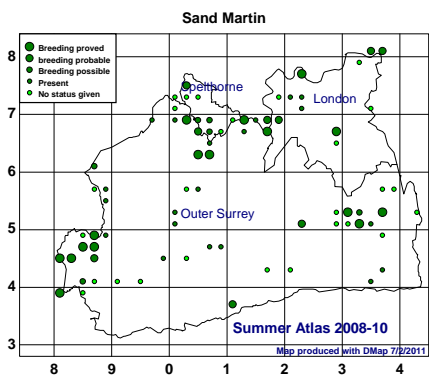 Sand Martin
Breeding proved
breeding probable
Breeding possible
Present
No status given
8
7
6
5
4
3
Spelthorne
London
Outer Surrey
Summer Atlas 2008-10
Map produced with DMap 7/2/2011
8 9 0 1 2 3 4